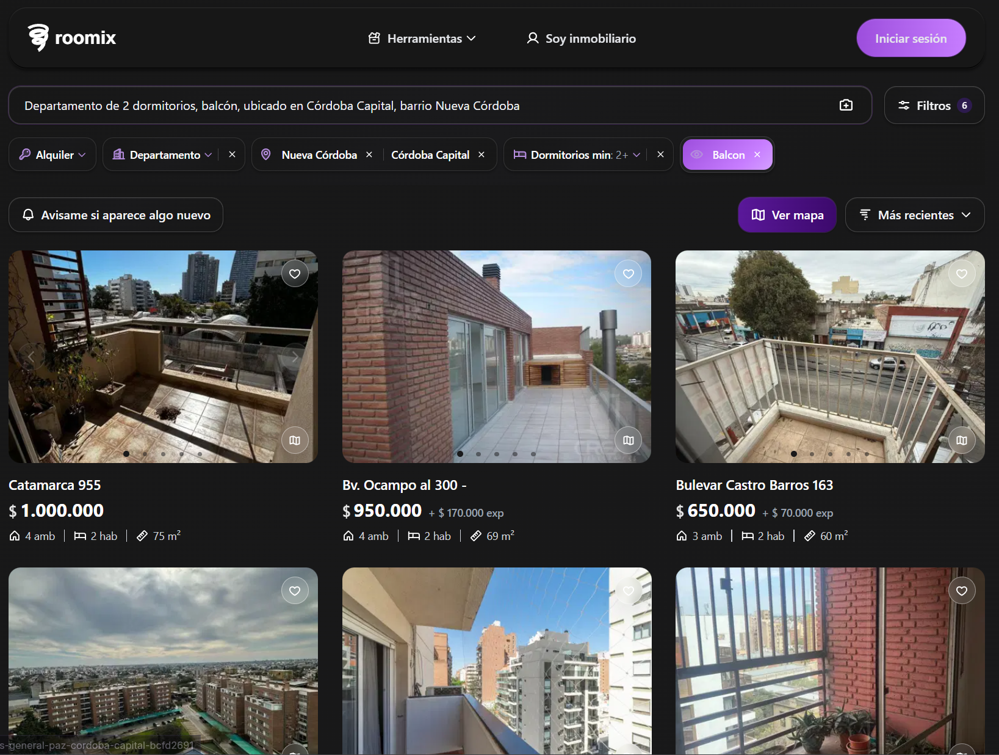 roomix
Herramientas
Soy inmobiliario
Iniciar sesión
Departamento de 2 dormitorios, balcón, ubicado en Córdoba Capital, barrio Nueva Córdoba
Filtros 6
Alquiler
Departamento
Nueva Córdoba
Córdoba Capital
Dormitorios min: 2+
Balcon
Avisame si aparece algo nuevo
Ver mapa
Más recientes
Catamarca 955
$ 1.000.000
4 amb | 2 hab | 75 m²
Bv. Ocampo al 300 -
$ 950.000 + $ 170.000 exp
4 amb | 2 hab | 69 m²
Bulevar Castro Barros 163
$ 650.000 + $ 70.000 exp
3 amb | 2 hab | 60 m²
s-general-paz-cordoba-capital-bcfd2691